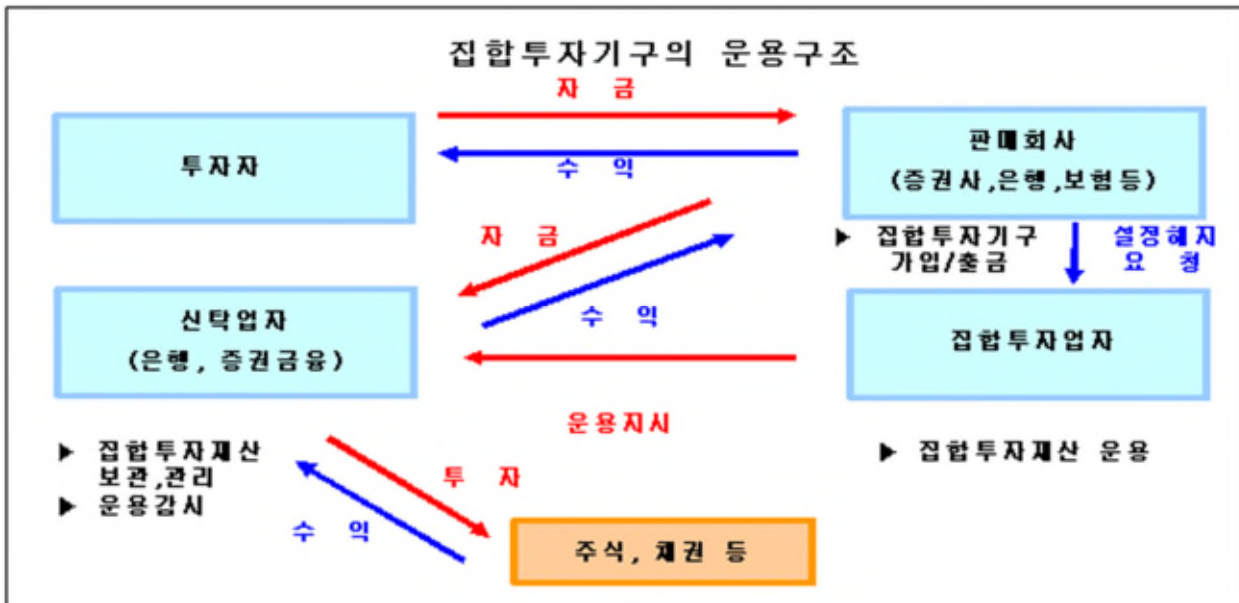 집합투자기구의 운용구조
자 금
투자자
수 익
판매회사
(증권사,은행,보험등)
자 금
▶ 집합투자기구
가입/출금
설정해지
요 청
신탁업자
(은행, 증권금융)
수 익
집합투자업자
운용지시
▶ 집합투자재산
보관,관리
▶ 운용감시
▶ 집합투자재산 운용
투 자
수 익
주식, 채권 등